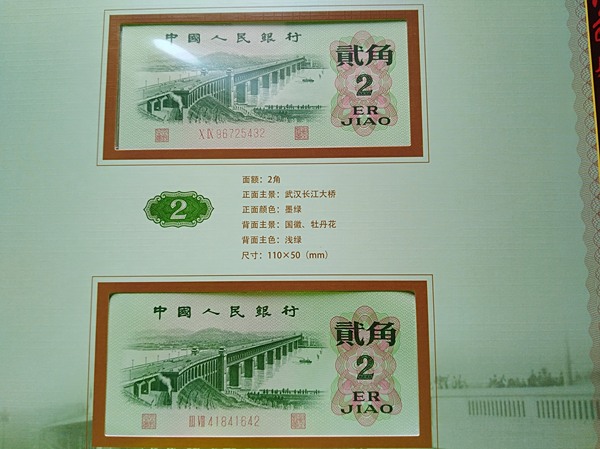 中國人民銀行
貳角
2
ER
JIAO
X IX 96725432
面额：2角
正面主景：武汉长江大桥
2
正面颜色：墨绿
背面主景：国徽、牡丹花
背面主色：浅绿
尺寸：110×50（mm）
中國人民銀行
貳角
2
ER
JIAO
III VIII 41841642